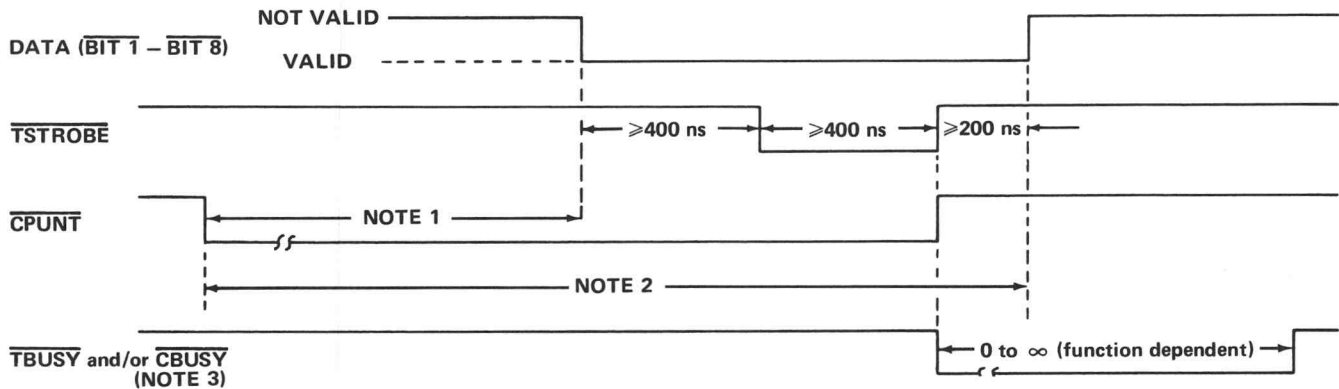 NOT VALID
DATA (BIT 1 – BIT 8)
VALID
TSTROBE
≥400 ns
≥400 ns
≥200 ns
CPUNT
NOTE 1
NOTE 2
TBUSY and/or CBUSY
(NOTE 3)
0 to ∞ (function dependent)